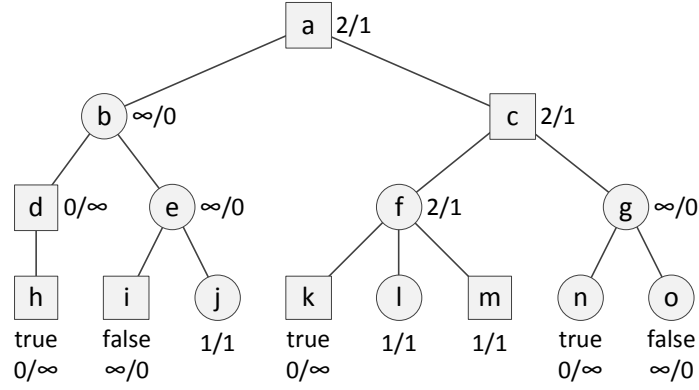 a 2/1
b ∞/0
c 2/1
d 0/∞
e ∞/0
f 2/1
g ∞/0
h i j k l m n o
true false 1/1 true 1/1 1/1 true false
0/∞ ∞/0 0/∞ 0/∞ ∞/0